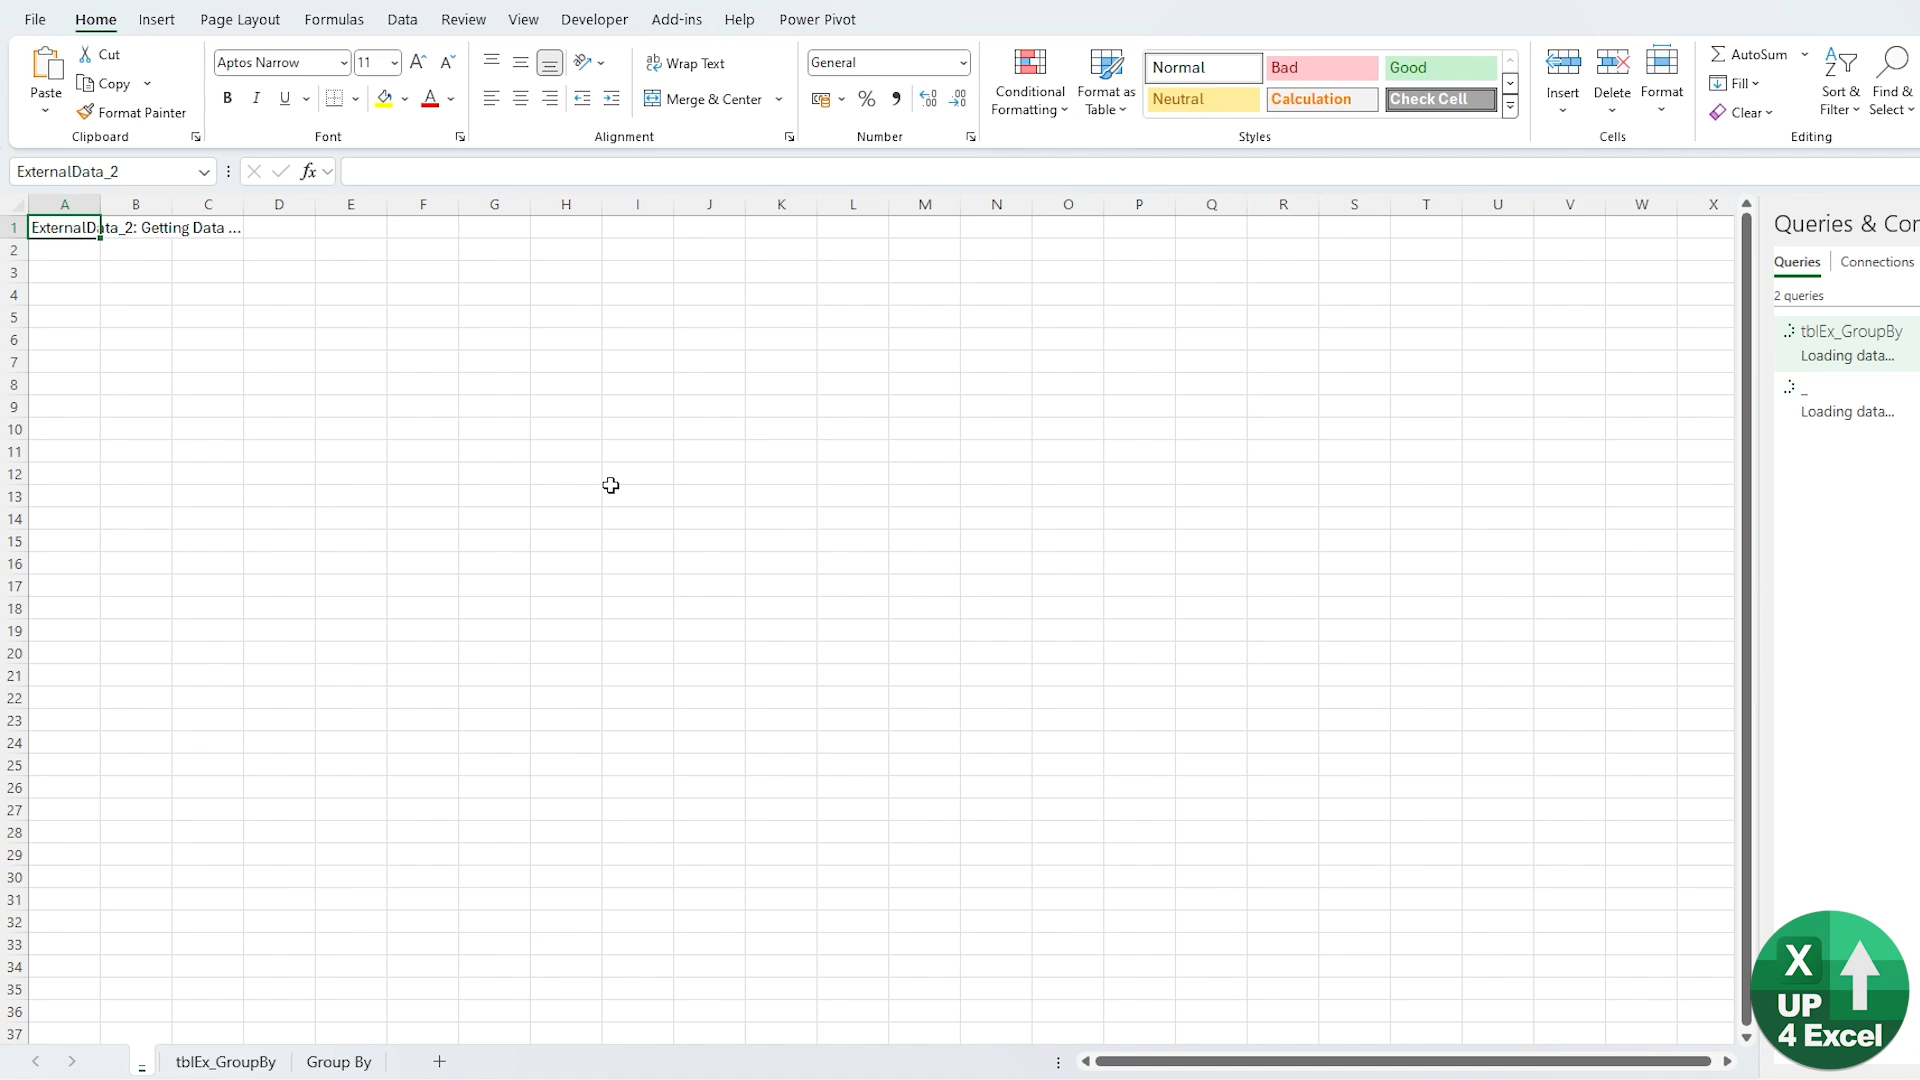 File Home Insert Page Layout Formulas Data Review View Developer Add-ins Help Power Pivot
Paste
Cut
Copy
Format Painter
Clipboard
Aptos Narrow 11
B I U
Font
Wrap Text
Merge & Center
Alignment
General
Number
Conditional Formatting
Format as Table
Normal Bad Good
Neutral Calculation Check Cell
Styles
Insert Delete Format
Cells
AutoSum
Fill
Clear
Sort & Filter
Find & Select
Editing
ExternalData_2
fx
A B C D E F G H I J K L M N O P Q R S T U V W X
1 ExternalData_2: Getting Data ...
2
3
4
5
6
7
8
9
10
11
12
13
14
15
16
17
18
19
20
21
22
23
24
25
26
27
28
29
30
31
32
33
34
35
36
37
Queries & Con
Queries Connections
2 queries
tblEx_GroupBy
Loading data...
_
Loading data...
X
UP
4 Excel
_ tblEx_GroupBy Group By